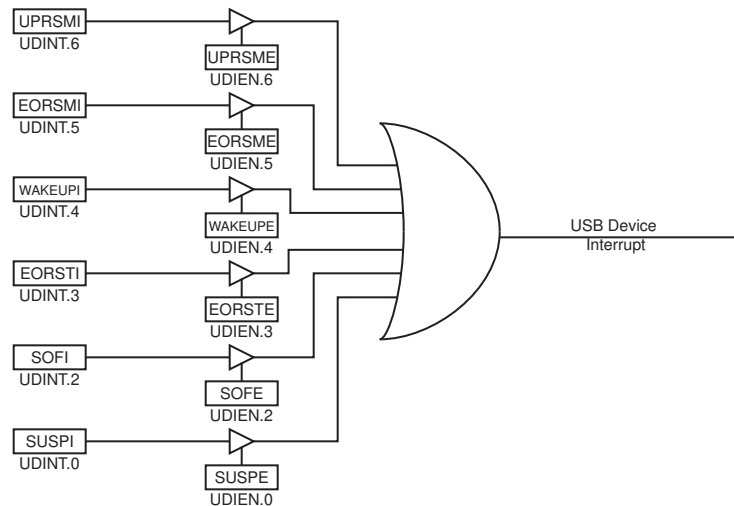 UPRSMI
UDINT.6
UPRSME
UDIEN.6
EORSMI
UDINT.5
EORSME
UDIEN.5
WAKEUPI
UDINT.4
WAKEUPE
UDIEN.4
EORSTI
UDINT.3
EORSTE
UDIEN.3
SOFI
UDINT.2
SOFE
UDIEN.2
SUSPI
UDINT.0
SUSPE
UDIEN.0
USB Device
Interrupt